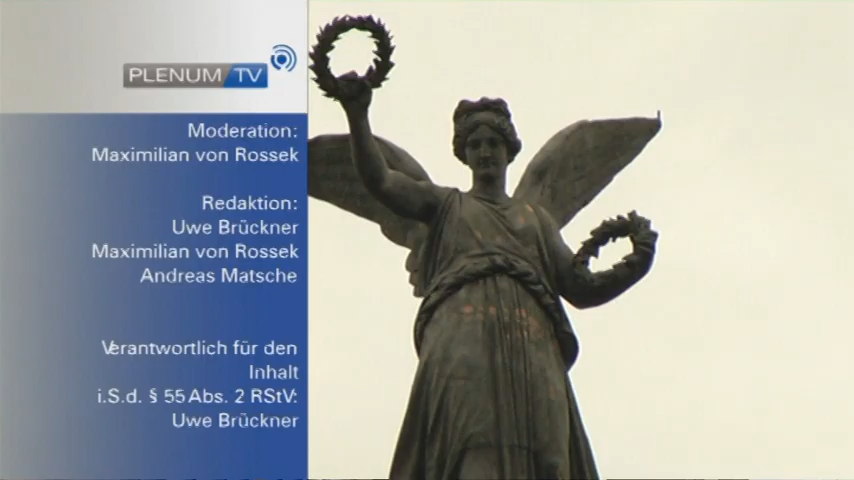 PLENUM TV
Moderation:
Maximilian von Rossek
Redaktion:
Uwe Brückner
Maximilian von Rossek
Andreas Matsche
Verantwortlich für den
Inhalt
i.S.d. § 55 Abs. 2 RStV:
Uwe Brückner